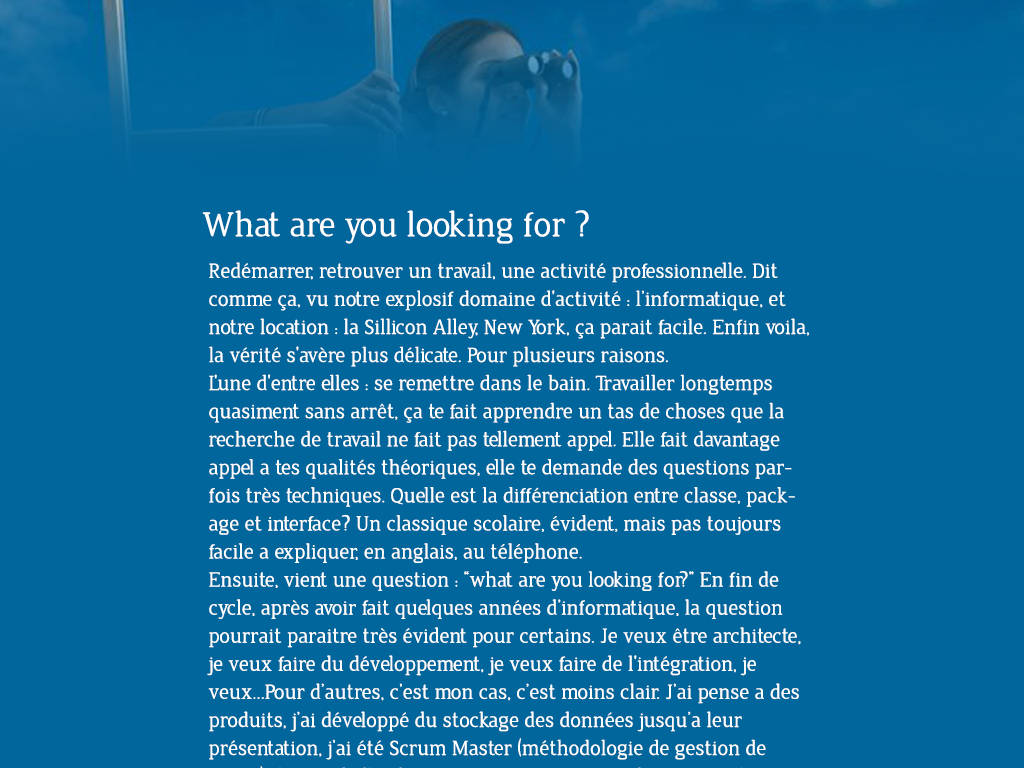 What are you looking for ?
Redémarrer, retrouver un travail, une activité professionnelle. Dit
comme ça, vu notre explosif domaine d'activité : l'informatique, et
notre location : la Sillicon Alley, New York, ça parait facile. Enfin voila,
la vérité s'avère plus délicate. Pour plusieurs raisons.
L'une d'entre elles : se remettre dans le bain. Travailler longtemps
quasiment sans arrêt, ça te fait apprendre un tas de choses que la
recherche de travail ne fait pas tellement appel. Elle fait davantage
appel a tes qualités théoriques, elle te demande des questions par-
fois très techniques. Quelle est la différenciation entre classe, pack-
age et interface? Un classique scolaire, évident, mais pas toujours
facile a expliquer, en anglais, au téléphone.
Ensuite, vient une question : “what are you looking for?” En fin de
cycle, après avoir fait quelques années d'informatique, la question
pourrait paraitre très évident pour certains. Je veux être architecte,
je veux faire du développement, je veux faire de l'intégration, je
veux...Pour d'autres, c'est mon cas, c'est moins clair. J'ai pense a des
produits, j'ai développé du stockage des données jusqu'a leur
présentation, j'ai été Scrum Master (méthodologie de gestion de